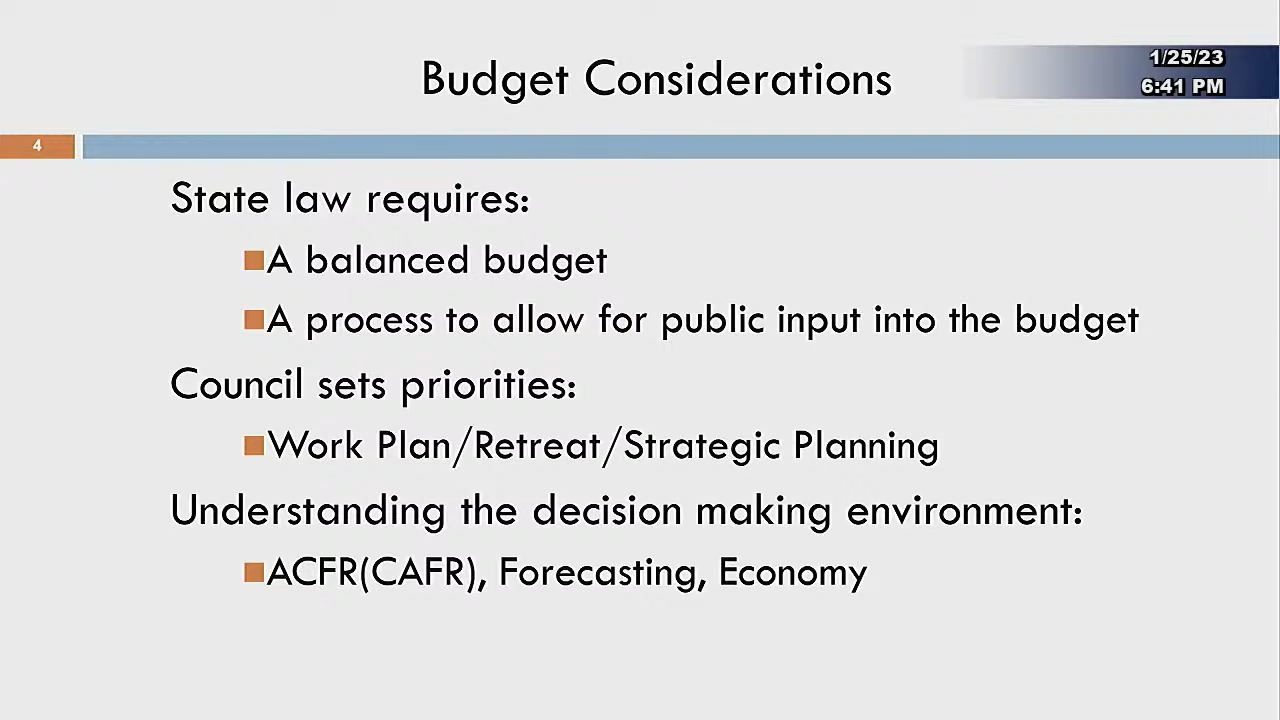 Budget Considerations
1/25/23
6:41 PM
4
State law requires:
A balanced budget
A process to allow for public input into the budget
Council sets priorities:
Work Plan/Retreat/Strategic Planning
Understanding the decision making environment:
ACFR(CAFR), Forecasting, Economy